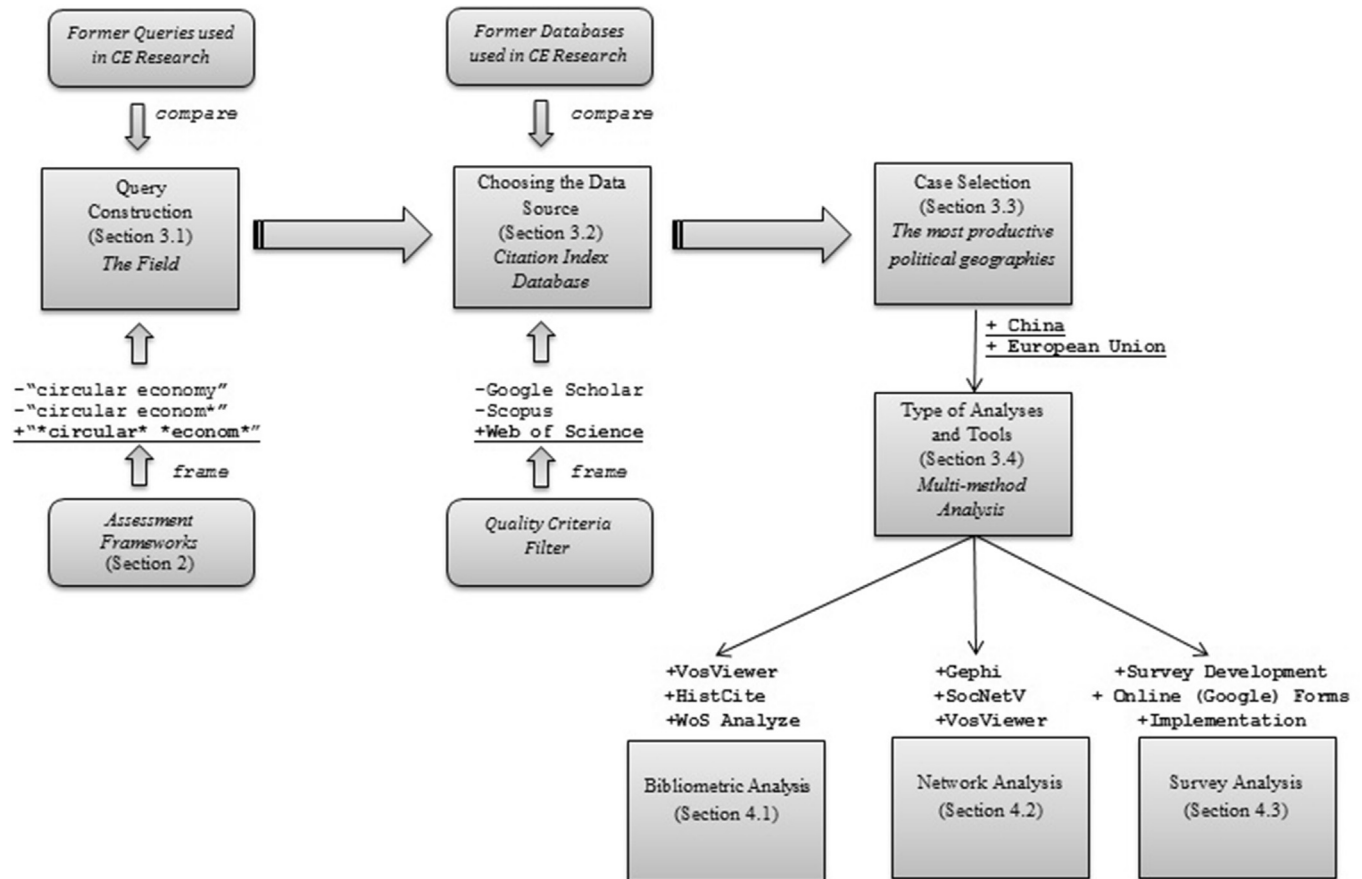 Former Queries used
in CE Research
compare
Query
Construction
(Section 3.1)
The Field
-“circular economy”
-“circular econom*”
+“*circular* *econom*”
frame
Assessment
Frameworks
(Section 2)
Former Databases
used in CE Research
compare
Choosing the Data
Source
(Section 3.2)
Citation Index
Database
-Google Scholar
-Scopus
+Web of Science
frame
Quality Criteria
Filter
Case Selection
(Section 3.3)
The most productive
political geographies
+ China
+ European Union
Type of Analyses
and Tools
(Section 3.4)
Multi-method
Analysis
+VosViewer
+HistCite
+WoS Analyze
Bibliometric Analysis
(Section 4.1)
+Gephi
+SocNetV
+VosViewer
Network Analysis
(Section 4.2)
+Survey Development
+ Online (Google) Forms
+Implementation
Survey Analysis
(Section 4.3)